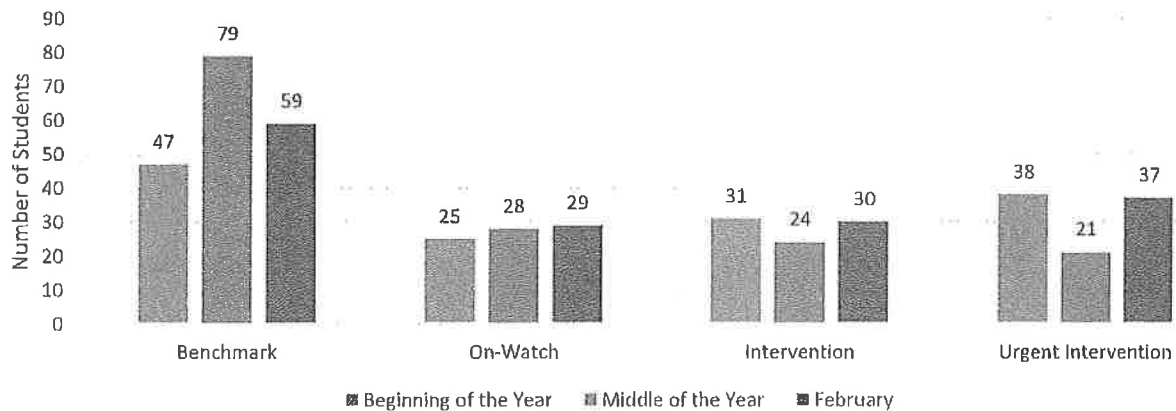 90
80
70
60
50
40
30
20
10
0
Number of Students
47
79
59
25
28
29
31
24
30
38
21
37
Benchmark
On-Watch
Intervention
Urgent Intervention
Beginning of the Year
Middle of the Year
February